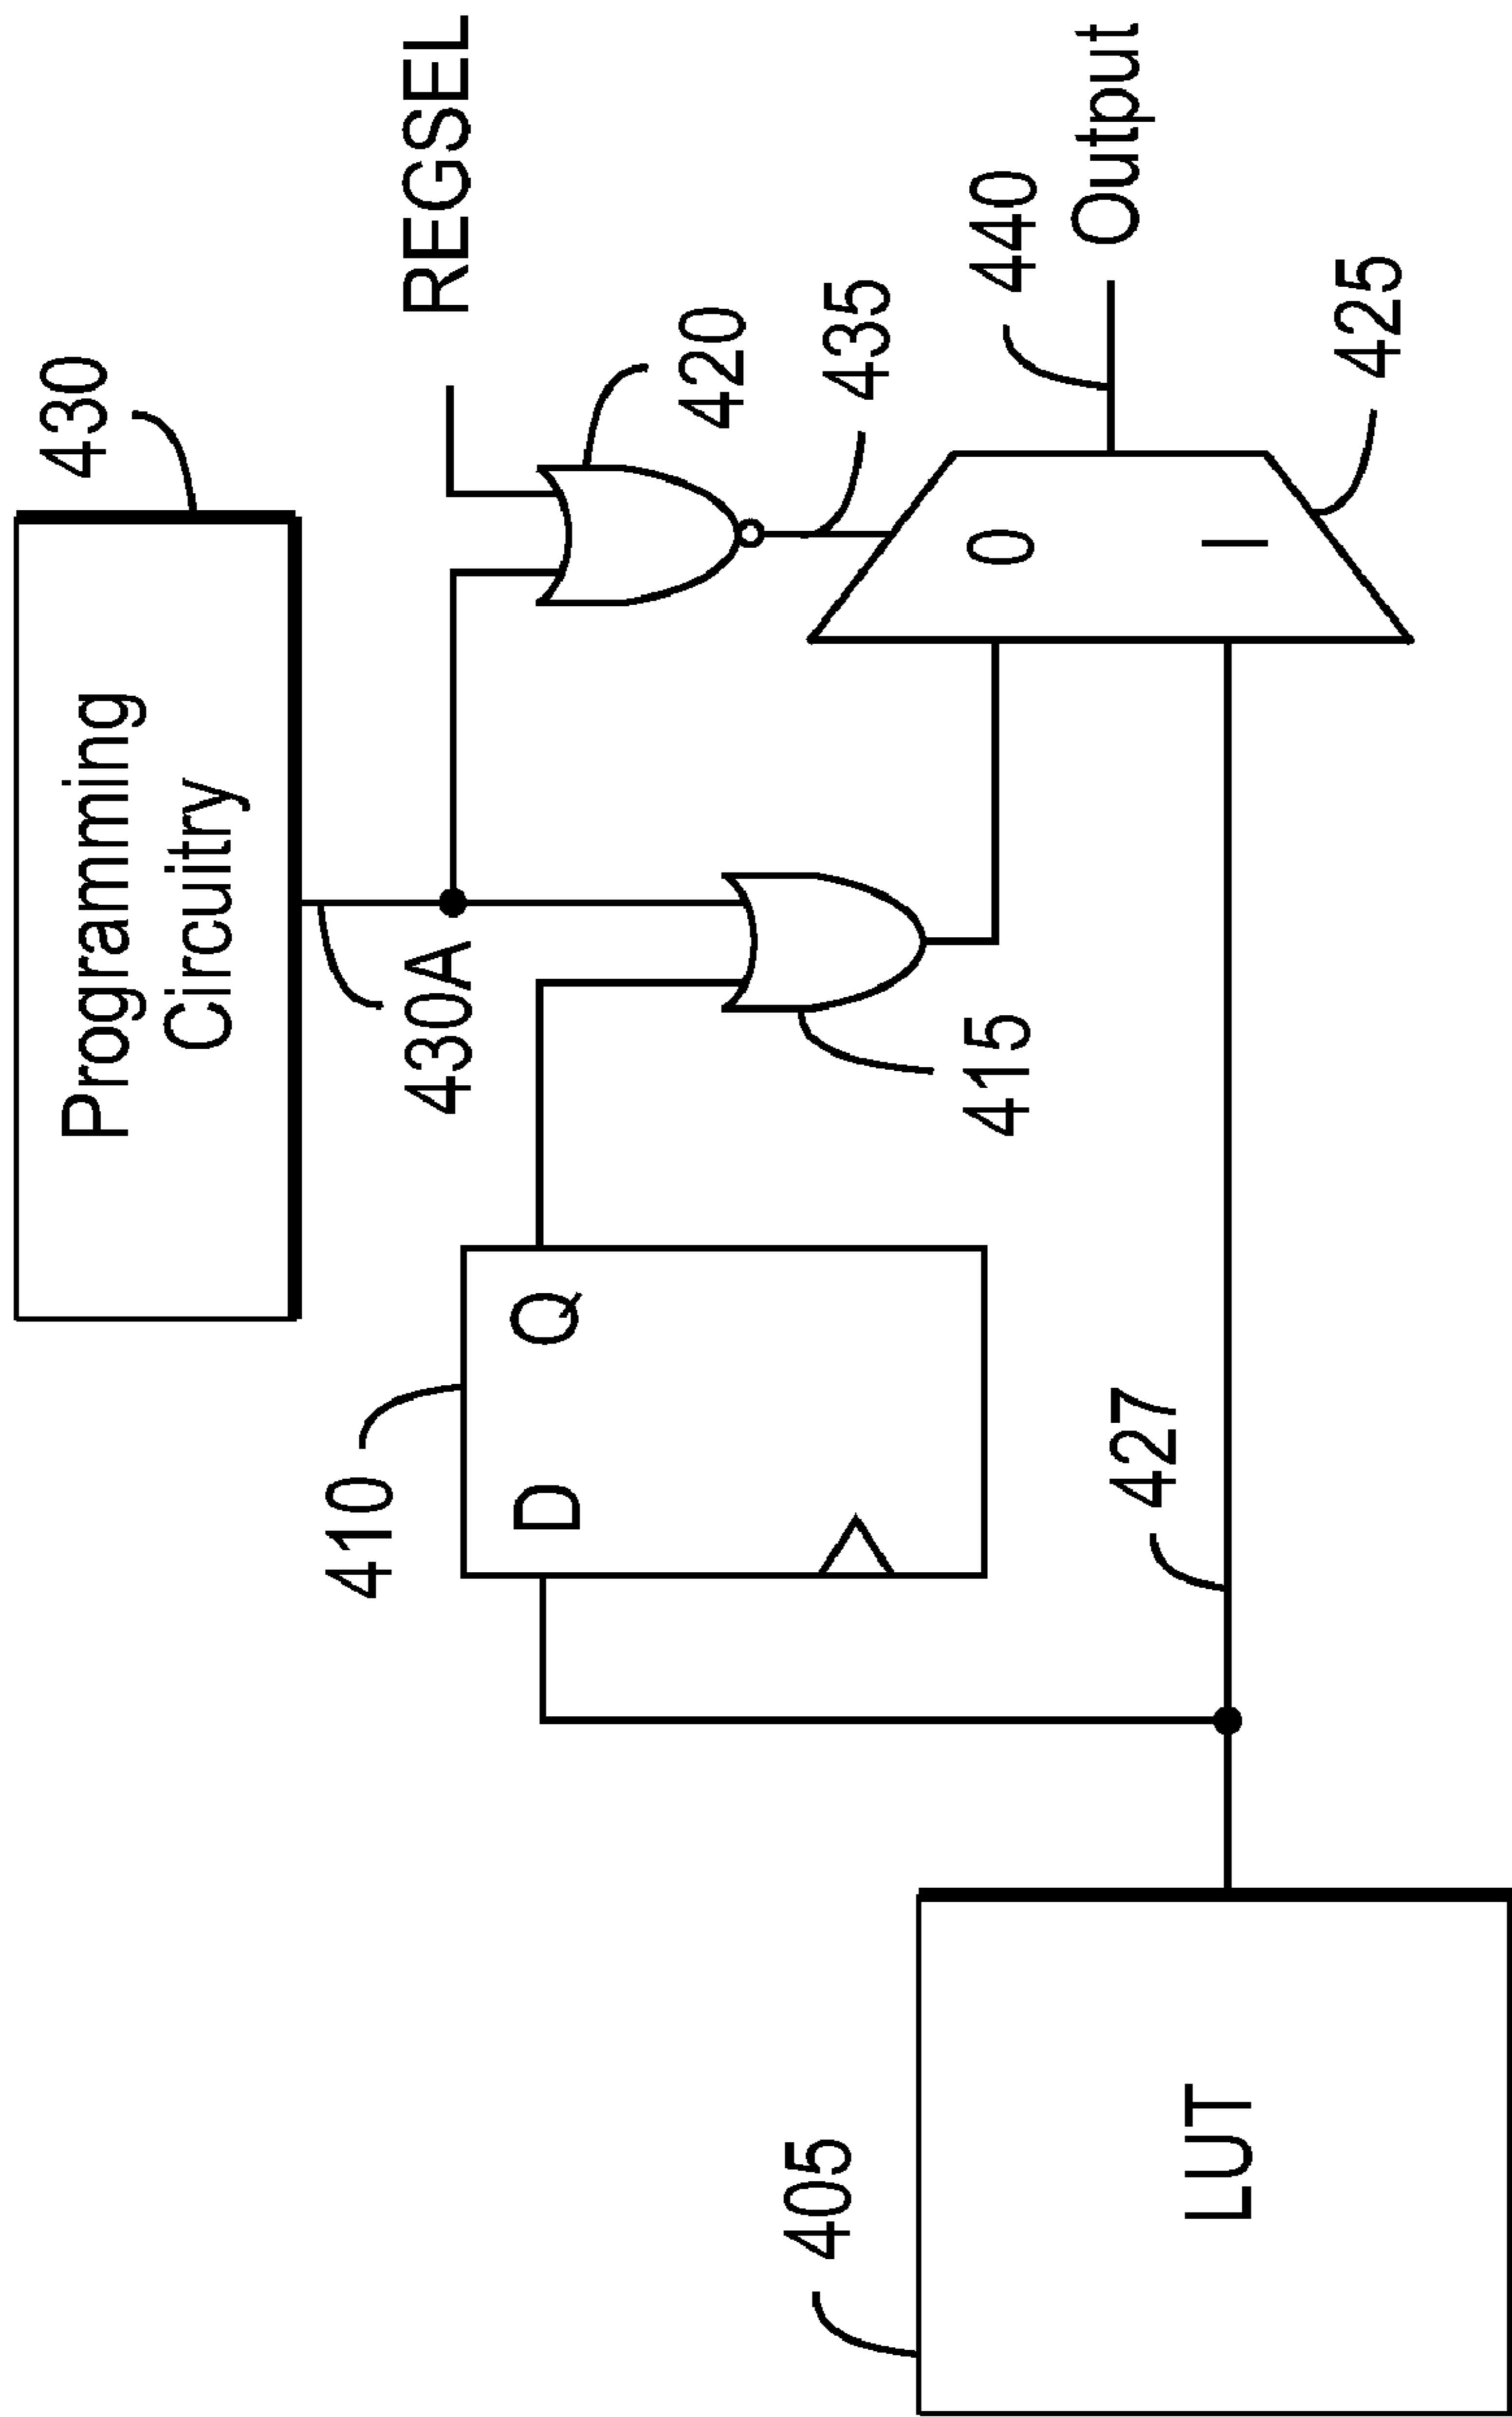 430
Programming
Circuitry
REGSEL
430A
420
410
D
Q
435
415
440
Output
0
1
425
427
405
LUT